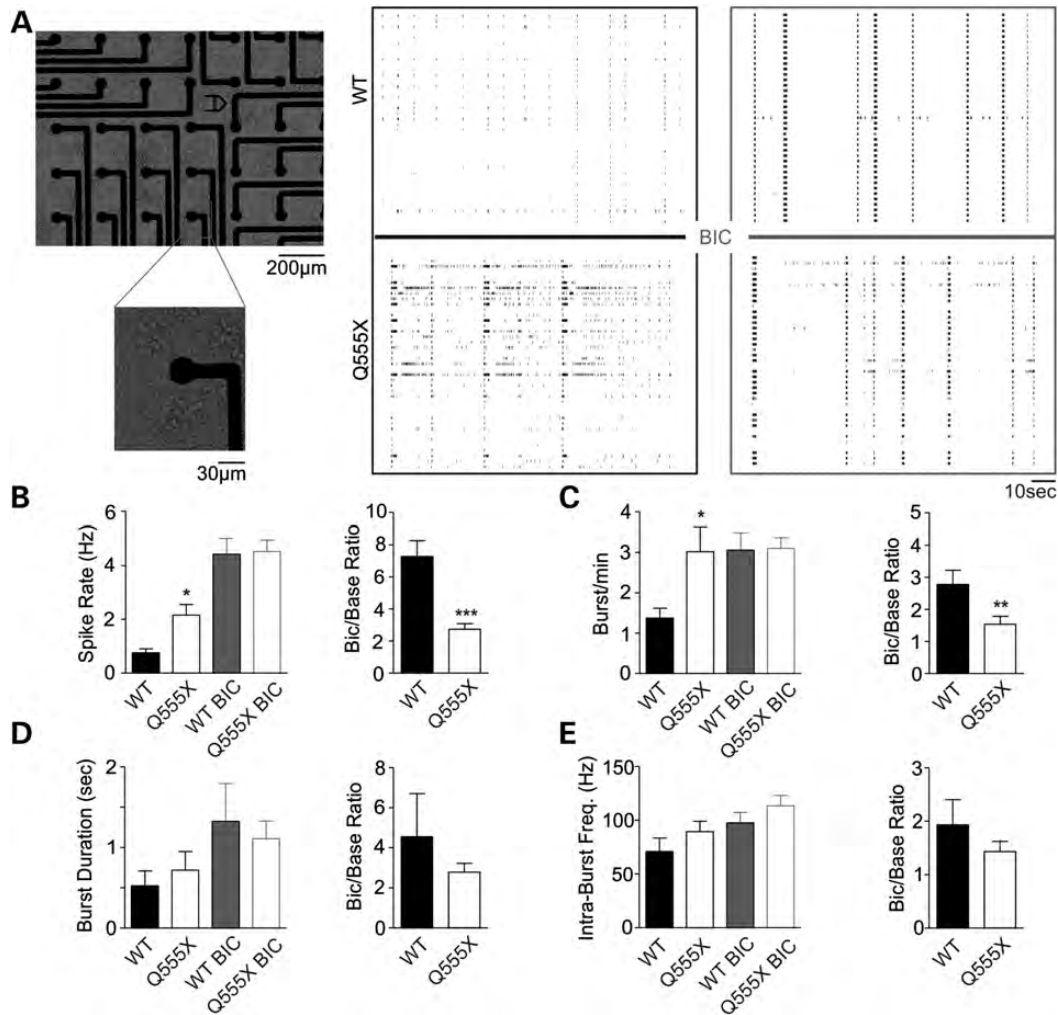 A
WT
BIC
Q555X
200µm
30µm
10sec
B
Spike Rate (Hz)
6
4
2
0
*
WT
Q555X
WT BIC
Q555X BIC
Bic/Base Ratio
10
8
6
4
2
0
***
WT
Q555X
C
Burst/min
4
3
2
1
0
*
WT
Q555X
WT BIC
Q555X BIC
Bic/Base Ratio
5
4
3
2
1
0
**
WT
Q555X
D
Burst Duration (sec)
2
1
0
WT
Q555X
WT BIC
Q555X BIC
Bic/Base Ratio
8
6
4
2
0
WT
Q555X
E
Intra-Burst Freq. (Hz)
150
100
50
0
WT
Q555X
WT BIC
Q555X BIC
Bic/Base Ratio
3
2
1
0
WT
Q555X